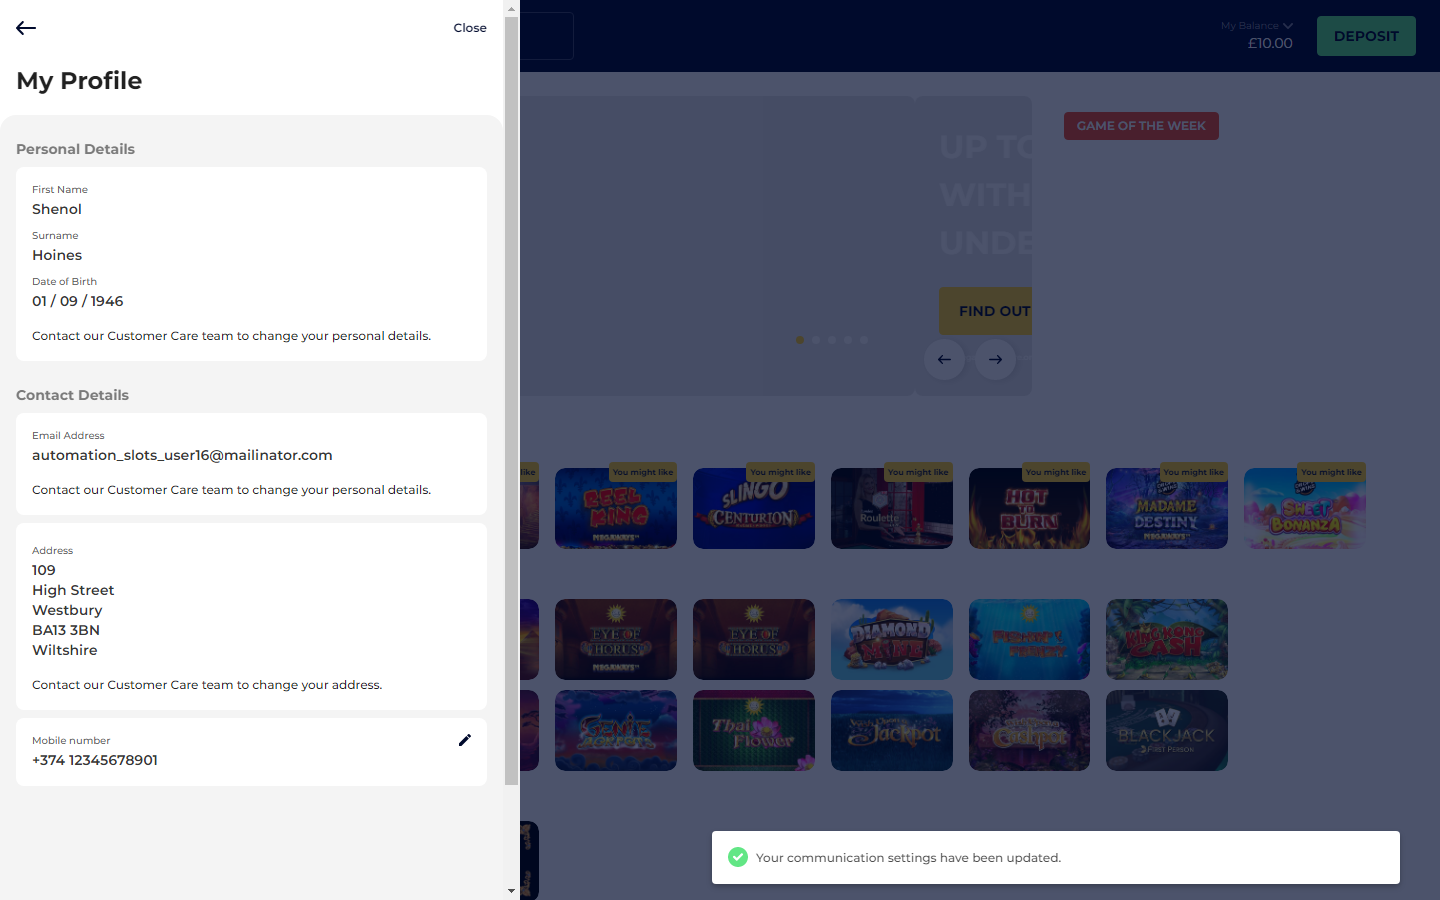 Close
My Profile
Personal Details
First Name
Shenol
Surname
Hoines
Date of Birth
01 / 09 / 1946
Contact our Customer Care team to change your personal details.
Contact Details
Email Address
automation_slots_user16@mailinator.com
Contact our Customer Care team to change your personal details.
Address
109
High Street
Westbury
BA13 3BN
Wiltshire
Contact our Customer Care team to change your address.
Mobile number
+374 12345678901
My Balance
£10.00
DEPOSIT
UP TO
WITH
UNDE
FIND OUT
GAME OF THE WEEK
like
You might like
You might like
You might like
You might like
You might like
You might like
REEL KING MEGAWAYS
SLINGO CENTURION
Roulette
HOT TO BURN
MADAME DESTINY MEGAWAYS
SWEET BONANZA
EYE OF HORUS MEGAWAYS
EYE OF HORUS
DIAMOND MINE
FISHIN' FRENZY
KING KONG CASH
GENIE JACKPOTS
Thai Flower
Jackpot
BLACKJACK
FIRST PERSON
Your communication settings have been updated.